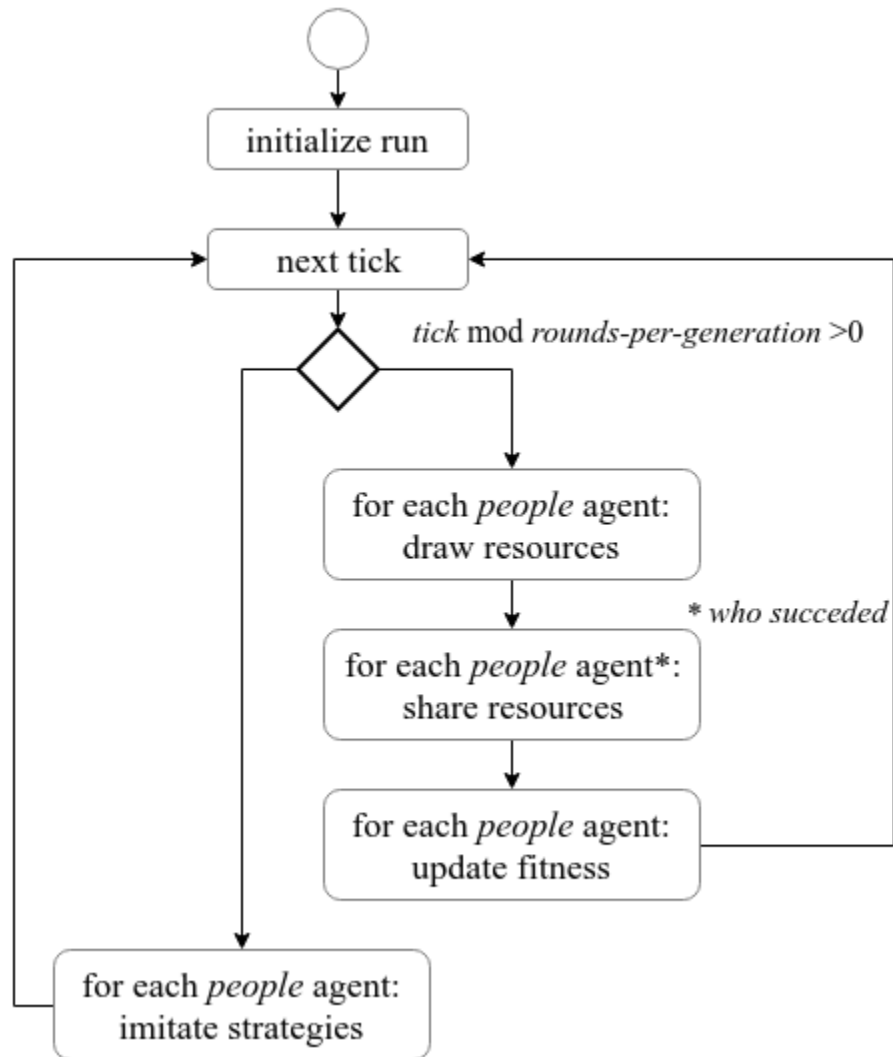 initialize run
next tick
tick mod rounds-per-generation >0
for each people agent:
draw resources
* who succeded
for each people agent*:
share resources
for each people agent:
update fitness
for each people agent:
imitate strategies